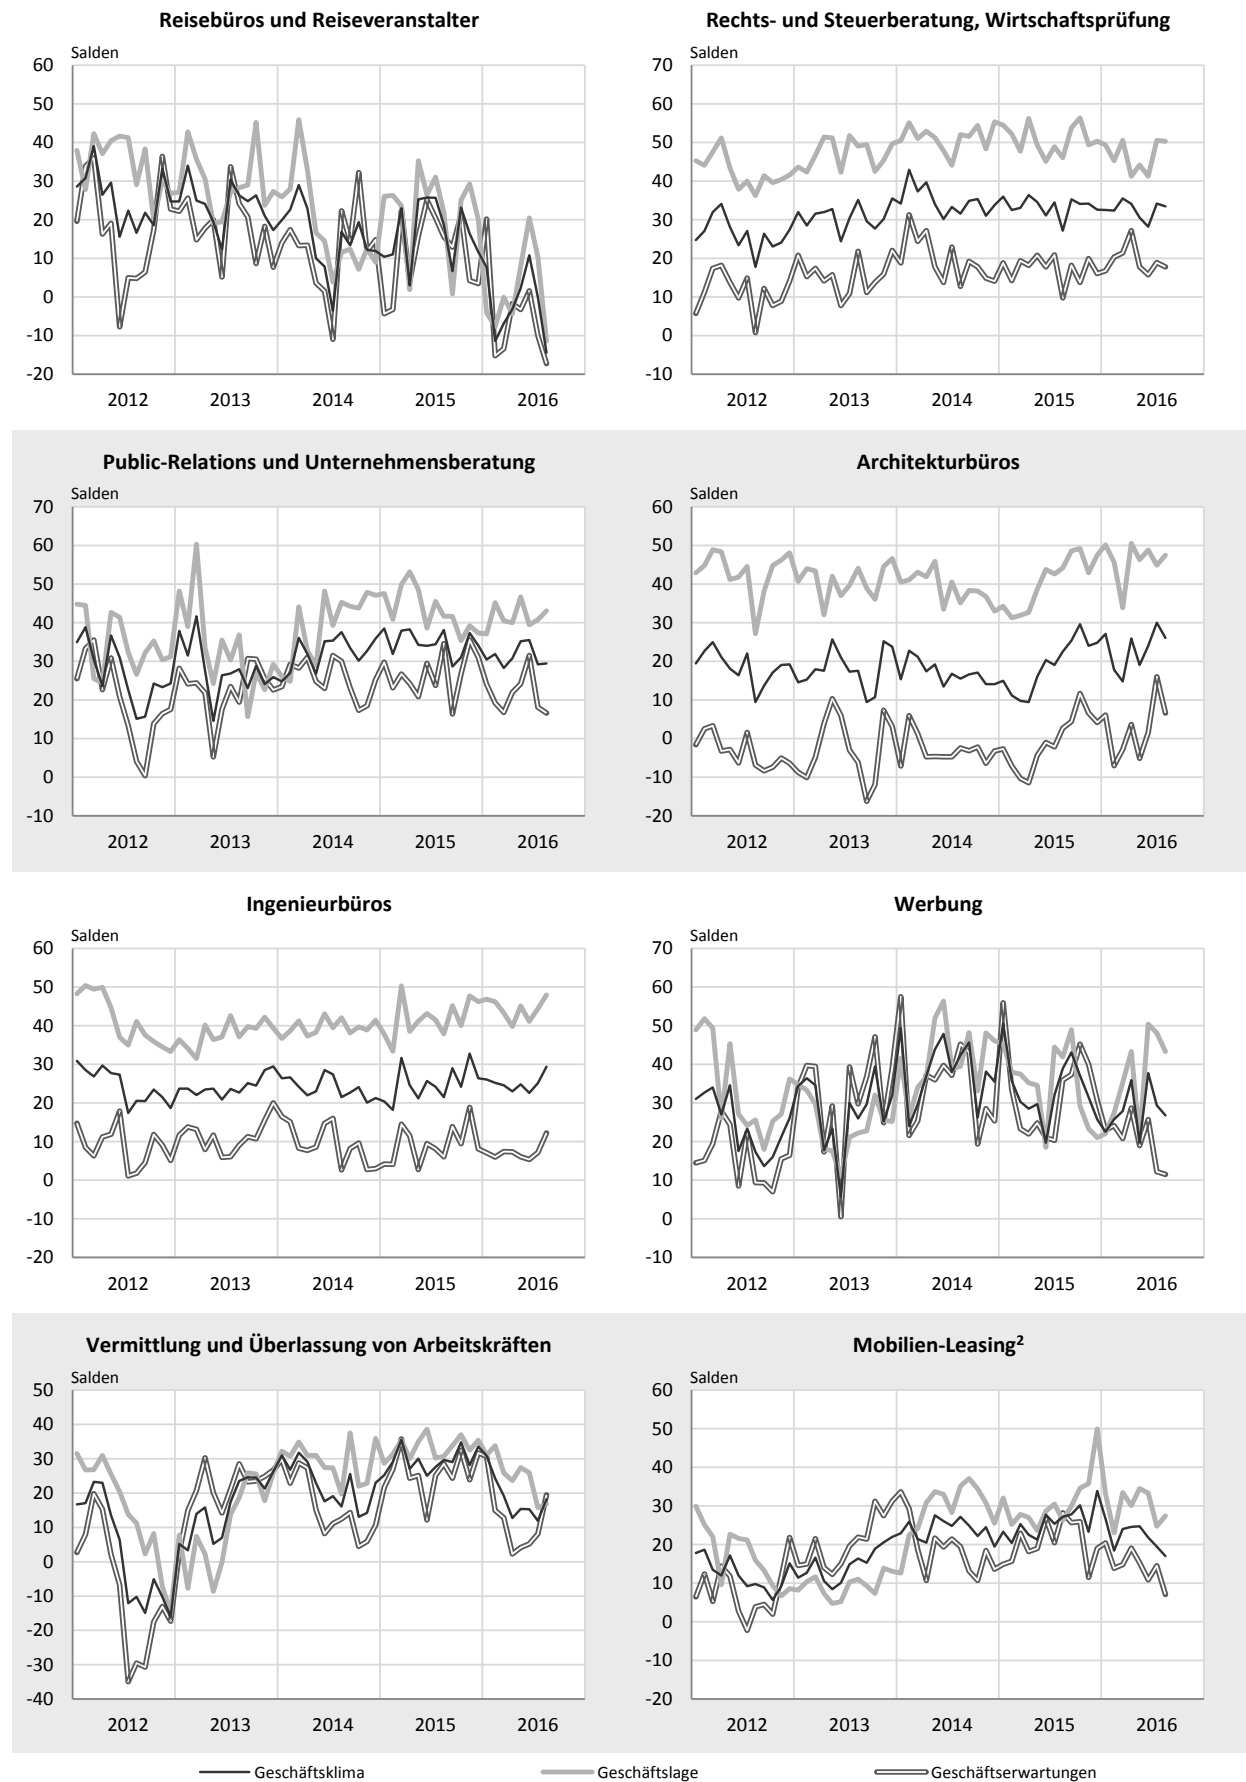 Reisebüros und Reiseveranstalter
Salden
60
50
40
30
20
10
0
-10
-20
2012 2013 2014 2015 2016
Rechts- und Steuerberatung, Wirtschaftsprüfung
Salden
70
60
50
40
30
20
10
0
-10
2012 2013 2014 2015 2016
Public-Relations und Unternehmensberatung
Salden
70
60
50
40
30
20
10
0
-10
2012 2013 2014 2015 2016
Architekturbüros
Salden
60
50
40
30
20
10
0
-10
-20
2012 2013 2014 2015 2016
Ingenieurbüros
Salden
60
50
40
30
20
10
0
-10
-20
2012 2013 2014 2015 2016
Werbung
Salden
70
60
50
40
30
20
10
0
-10
2012 2013 2014 2015 2016
Vermittlung und Überlassung von Arbeitskräften
Salden
50
40
30
20
10
0
-10
-20
-30
-40
2012 2013 2014 2015 2016
Mobilien-Leasing²
Salden
60
50
40
30
20
10
0
-10
-20
2012 2013 2014 2015 2016
Geschäftsklima Geschäftslage Geschäftserwartungen